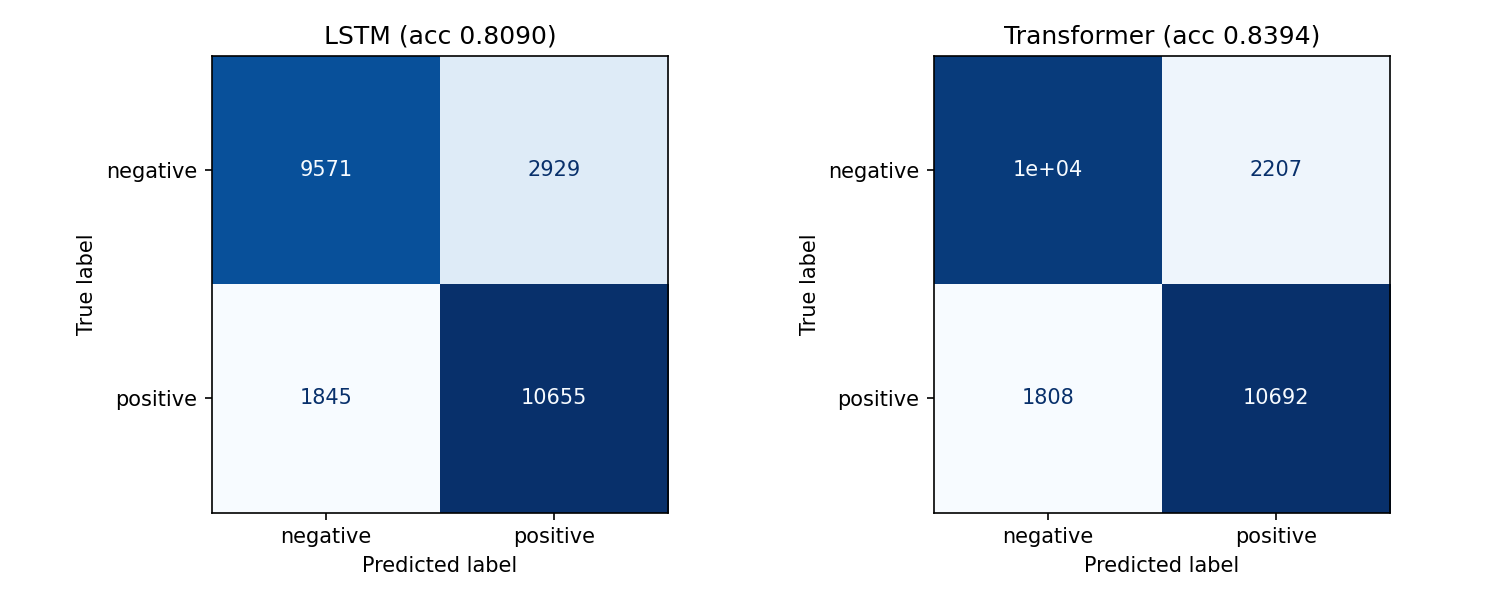 LSTM (acc 0.8090)
negative
9571
2929
True label
positive
1845
10655
negative
positive
Predicted label
Transformer (acc 0.8394)
negative
1e+04
2207
True label
positive
1808
10692
negative
positive
Predicted label